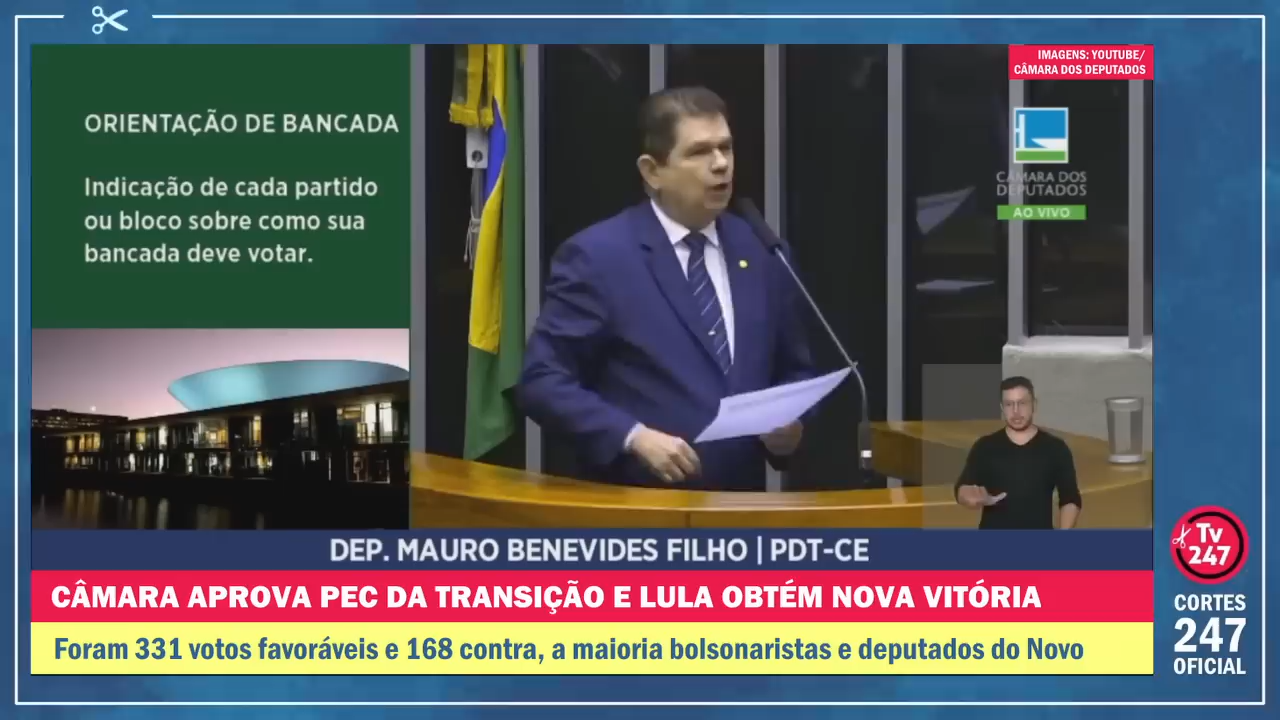 IMAGENS: YOUTUBE/
CÂMARA DOS DEPUTADOS
ORIENTAÇÃO DE BANCADA
Indicação de cada partido
ou bloco sobre como sua
bancada deve votar.
CÂMARA DOS
DEPUTADOS
AO VIVO
DEP. MAURO BENEVIDES FILHO | PDT-CE
CÂMARA APROVA PEC DA TRANSIÇÃO E LULA OBTÉM NOVA VITÓRIA
Foram 331 votos favoráveis e 168 contra, a maioria bolsonaristas e deputados do Novo
Tv
247
CORTES
247
OFICIAL